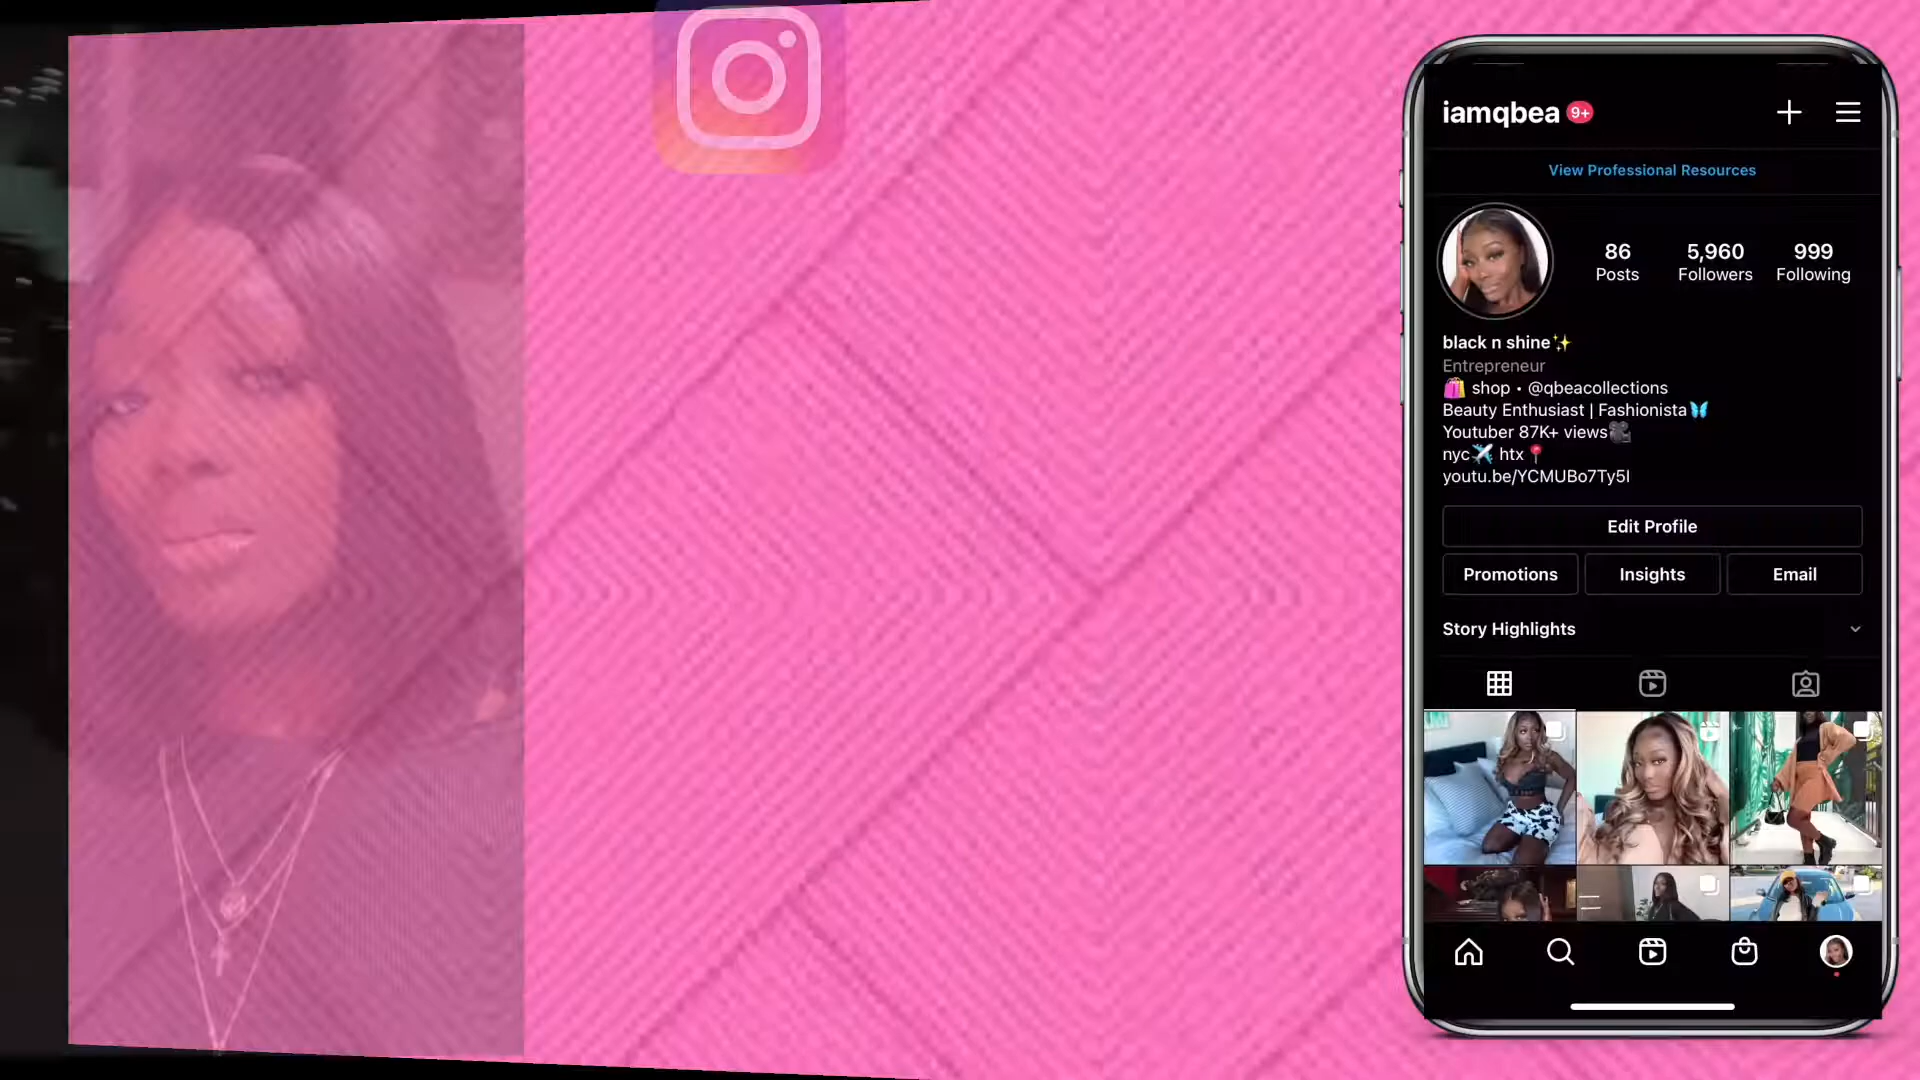 iamqbea 9+
View Professional Resources
86 5,960 999
Posts Followers Following
black n shine✨
Entrepreneur
🛍️ shop • @qbeacollections
Beauty Enthusiast | Fashionista🦋
Youtuber 87K+ views🎥
nyc✈️ htx📍
youtu.be/YCMUBo7Ty5I
Edit Profile
Promotions Insights Email
Story Highlights